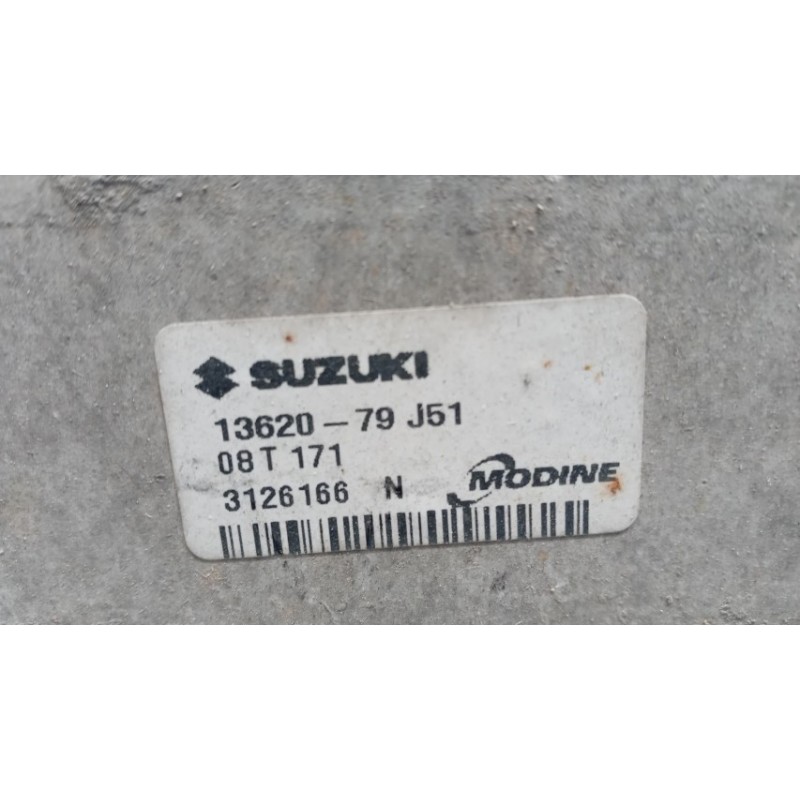 SUZUKI
13620-79 J51
08T 171
3126166 N MODINE